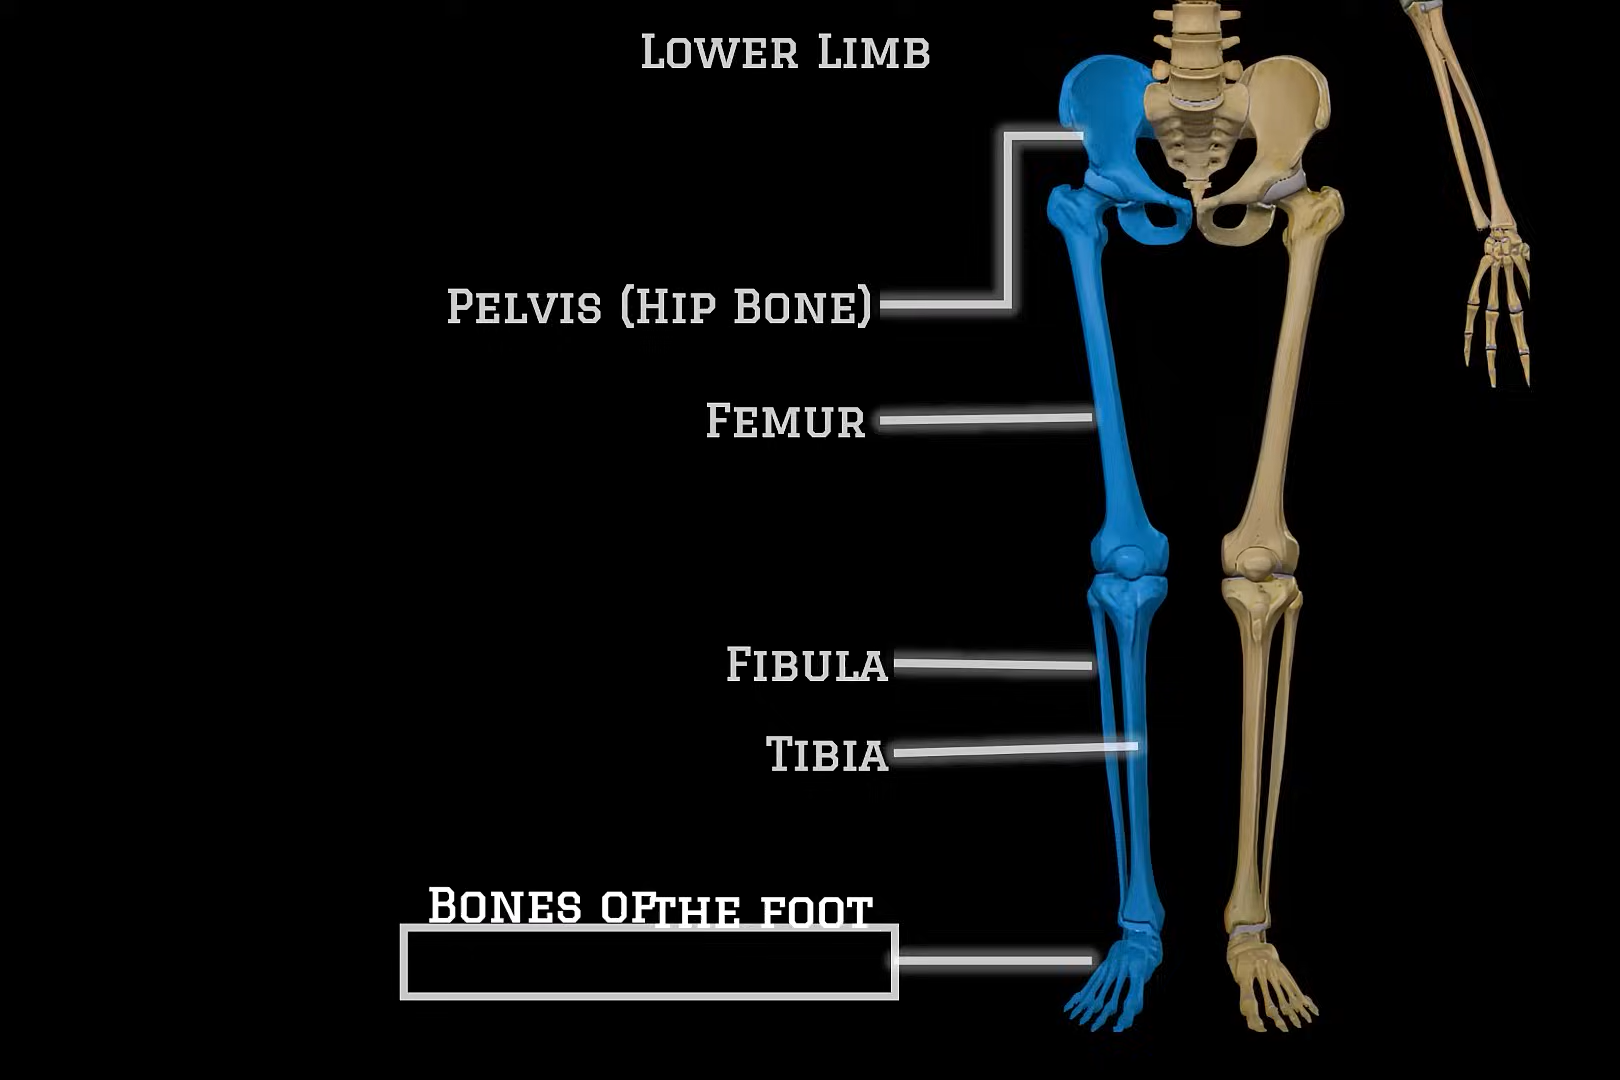 Lower Limb
Pelvis (Hip Bone)
Femur
Fibula
Tibia
Bones of the foot